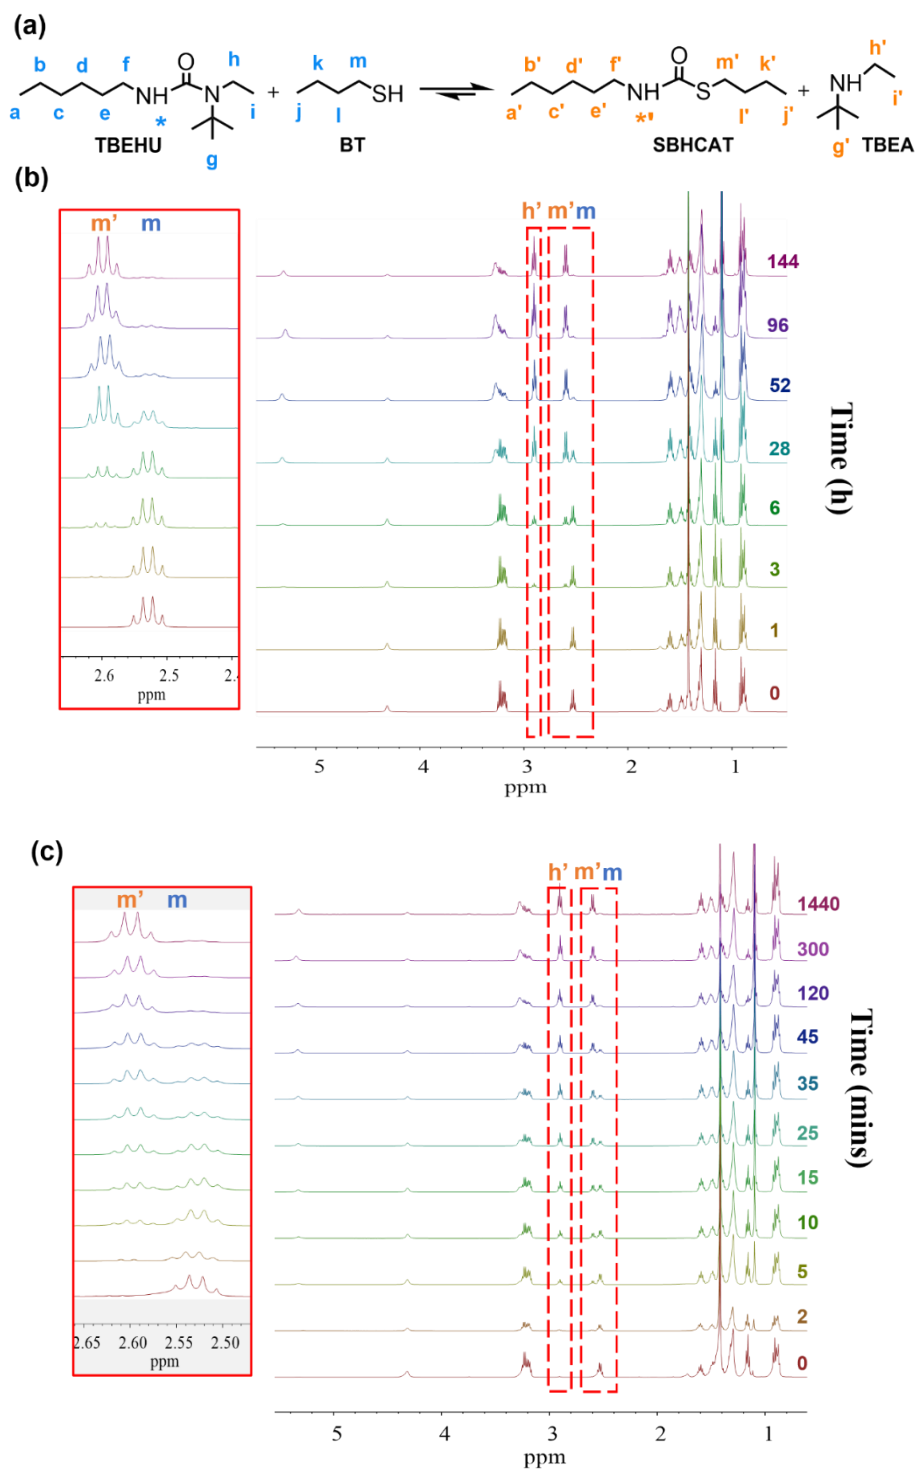 (a)
b d f O h k m b' d' f' O m' k' h'
NH N + SH NH S + NH
a c e * i j l a' c' e' *' l' j' i'
TBEHU g BT SBHCAT g' TBEA
(b)
m' m
h' m' m
144
96
52
28
6
3
1
0
Time (h)
2.6 2.5 2.
ppm
5 4 3 2 1
ppm
(c)
m' m
h' m' m
1440
300
120
45
35
25
15
10
5
2
0
Time (mins)
2.65 2.60 2.55 2.50
ppm
5 4 3 2 1
ppm